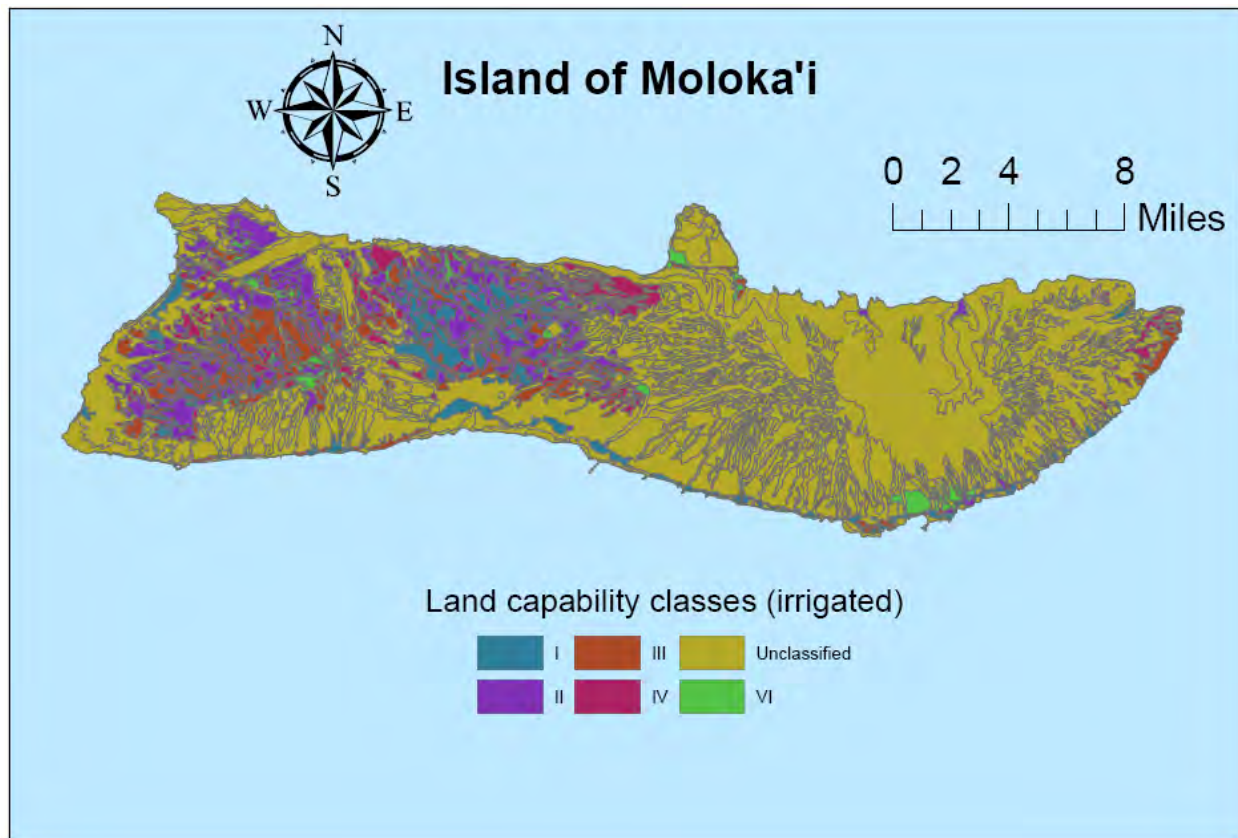 N
Island of Moloka'i
W E
S
0 2 4 8
Miles
Land capability classes (irrigated)
I III Unclassified
II IV VI